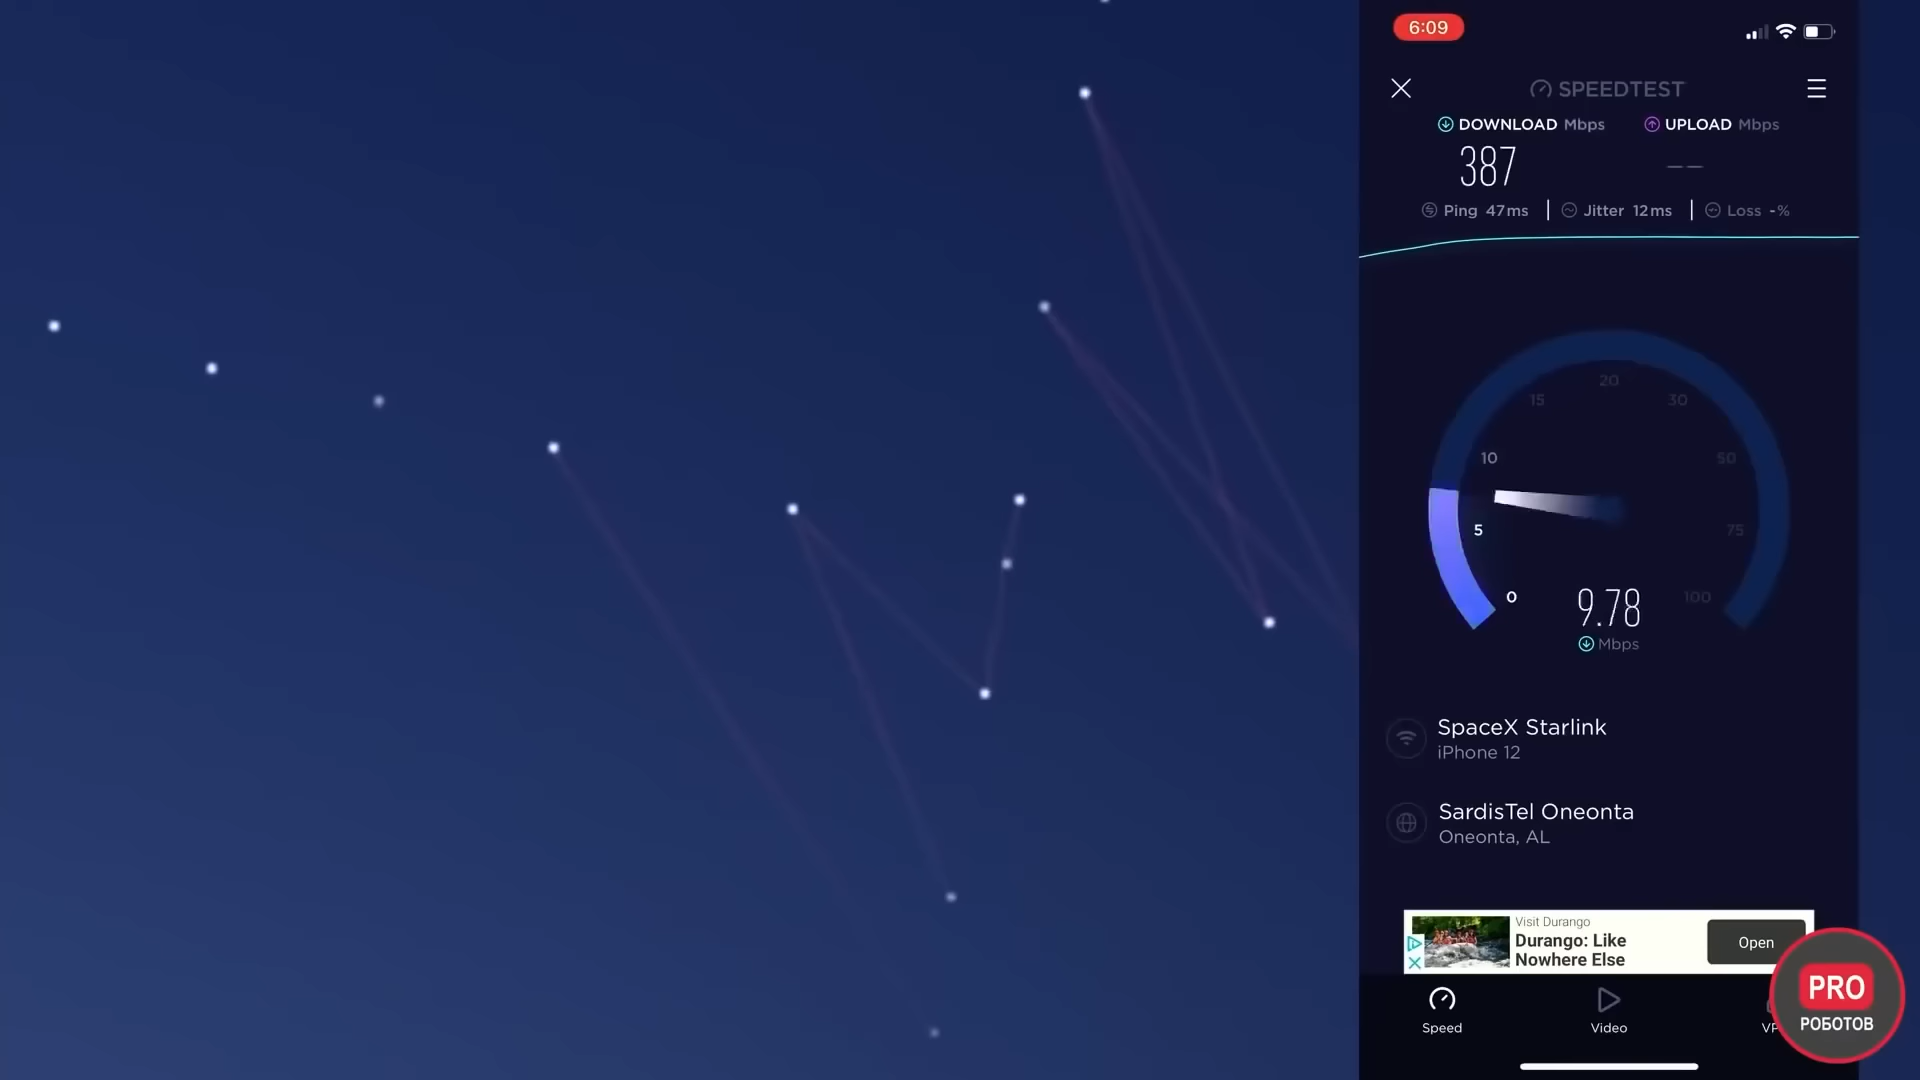 6:09
SPEEDTEST
DOWNLOAD Mbps
UPLOAD Mbps
387
— —
Ping 47ms
Jitter 12ms
Loss -%
20
15
30
10
50
5
75
0
100
9.78
Mbps
SpaceX Starlink
iPhone 12
SardisTel Oneonta
Oneonta, AL
Visit Durango
Durango: Like
Nowhere Else
Open
Speed
Video
VP
PRO
РОБОТОВ